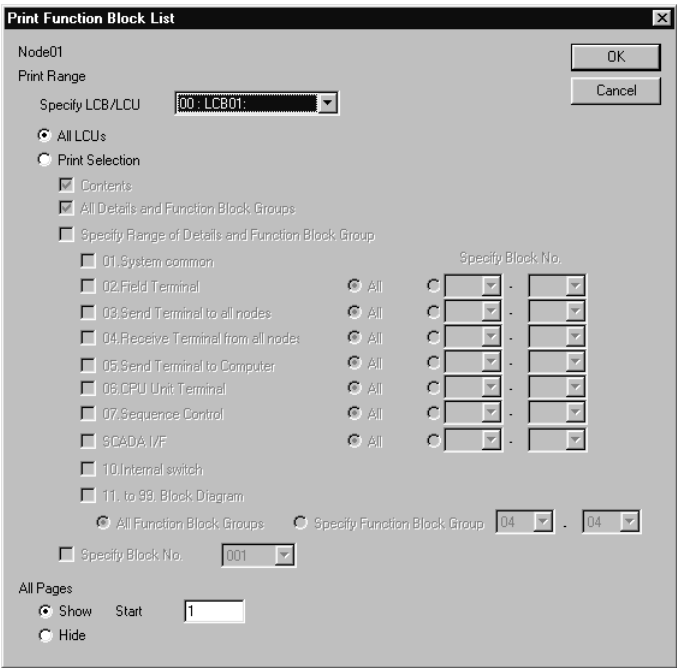 Print Function Block List
Node01
OK
Print Range
Cancel
Specify LCB/LCU 00 : LCB01:
All LCUs
Print Selection
Contents
All Details and Function Block Groups
Specify Range of Details and Function Block Group
Specify Block No.
01.System common
02.Field Terminal All -
03.Send Terminal to all nodes All -
04.Receive Terminal from all nodes All -
05.Send Terminal to Computer All -
06.CPU Unit Terminal All -
07.Sequence Control All -
SCADA I/F All -
10.Internal switch
11. to 99. Block Diagram
All Function Block Groups Specify Function Block Group 04 - 04
Specify Block No. 001
All Pages
Show Start 1
Hide